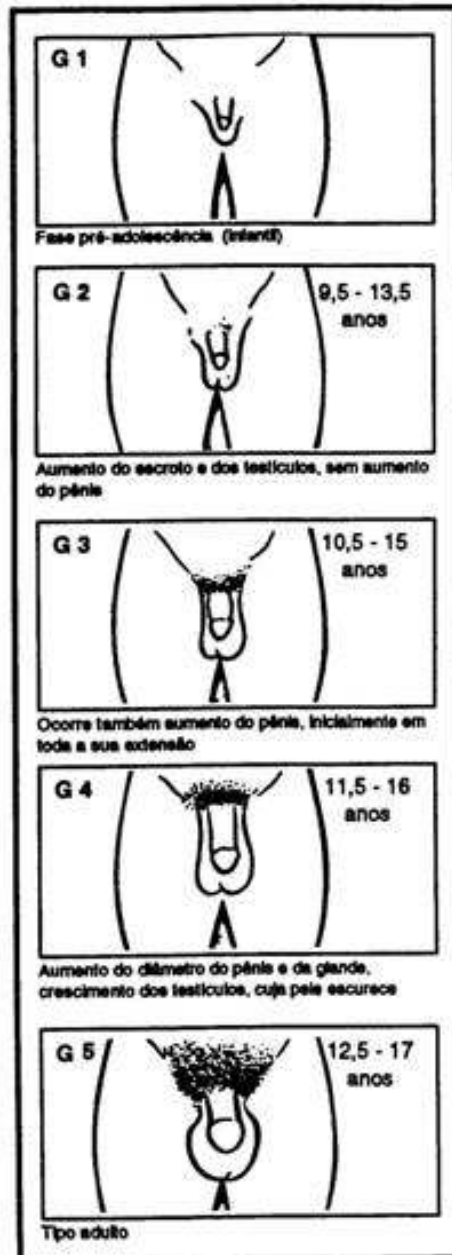 G 1
Fase pré-adolescência (infantil)
G 2
9,5 - 13,5
anos
Aumento do escroto e dos testículos, sem aumento
do pênis
G 3
10,5 - 15
anos
Ocorre também aumento do pênis, inicialmente em
toda a sua extensão
G 4
11,5 - 16
anos
Aumento do diâmetro do pênis e da glande,
crescimento dos testículos, cuja pele escurece
G 5
12,5 - 17
anos
Tipo adulto